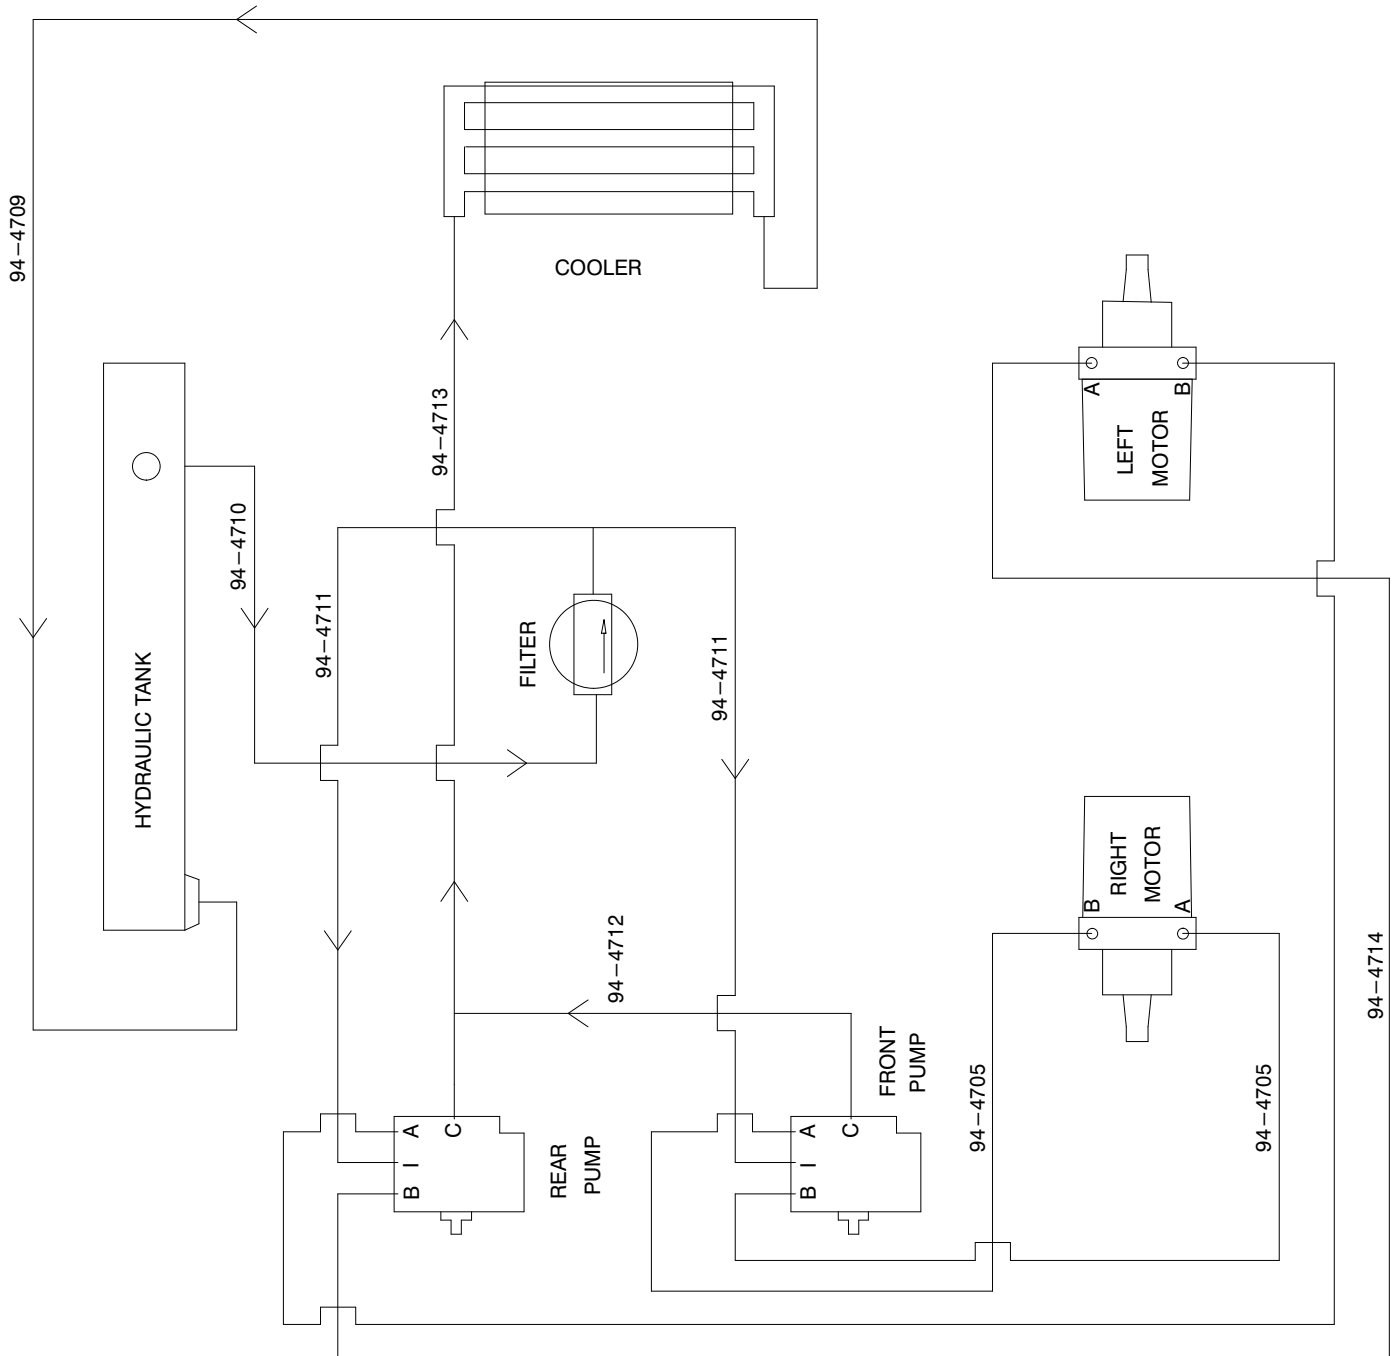 94-4709
COOLER
94-4713
94-4710
94-4711
HYDRAULIC TANK
FILTER
94-4711
A
B
LEFT
MOTOR
RIGHT
MOTOR
B
A
94-4712
94-4714
FRONT
PUMP
94-4705
94-4705
A
I
B
C
REAR
PUMP
A
I
B
C